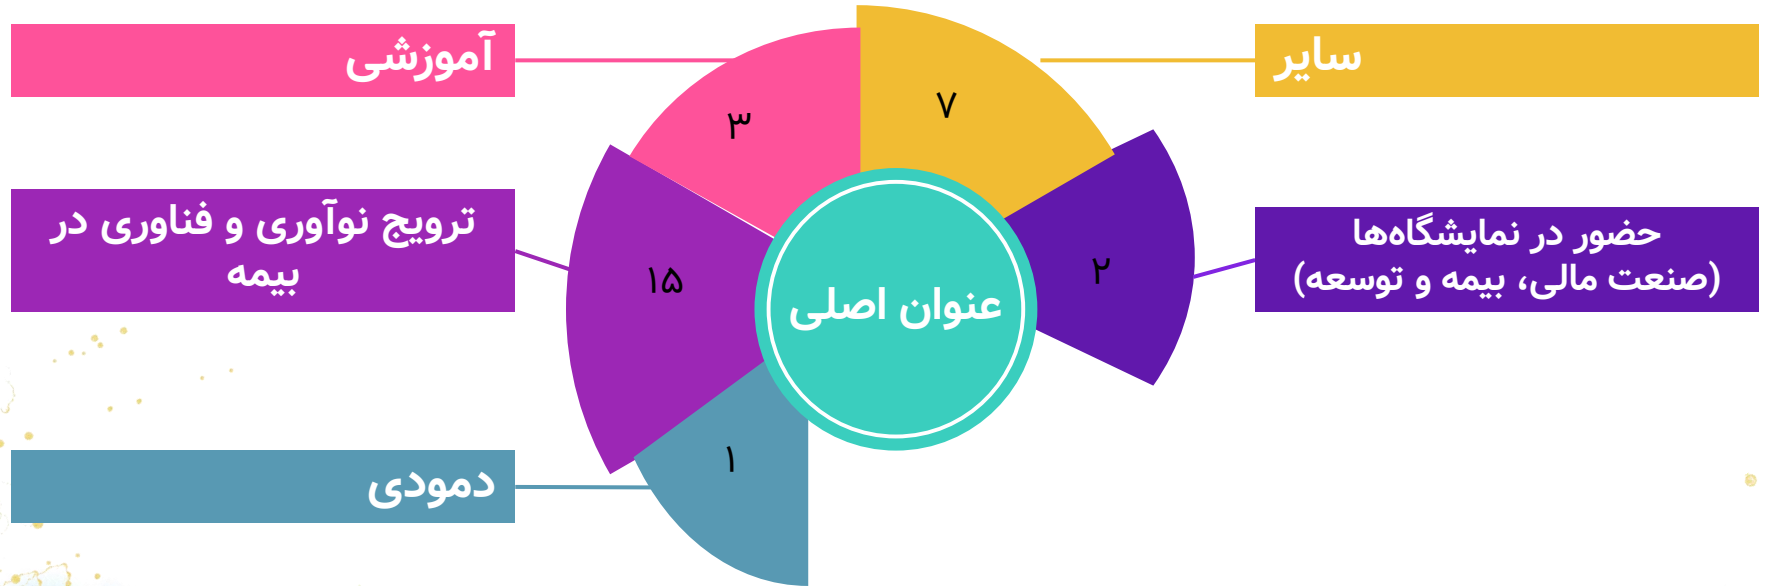 آموزشی
سایر
۷
۳
ترویج نوآوری و فناوری در
بیمه
حضور در نمایشگاه‌ها
(صنعت مالی، بیمه و توسعه)
۲
۱۵
عنوان اصلی
۱
دمودی